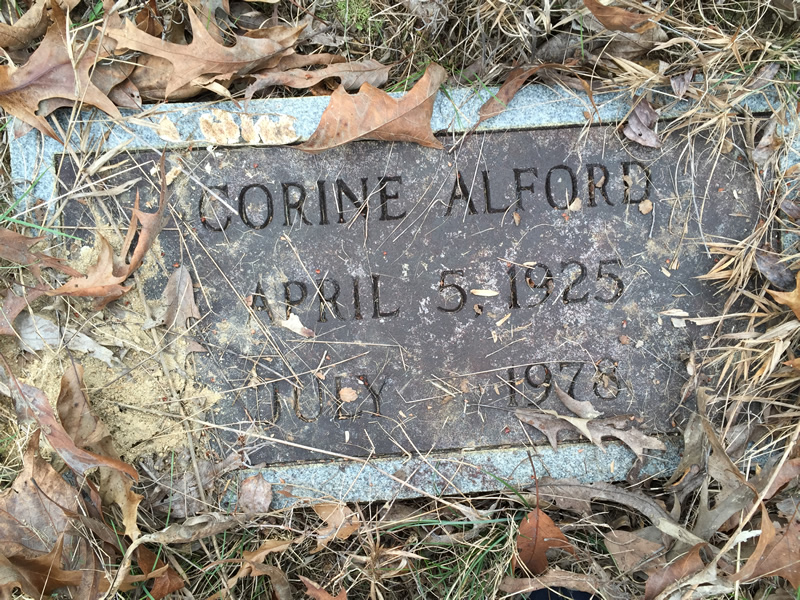 CORINE ALFORD
APRIL 5, 1925
JULY 1978